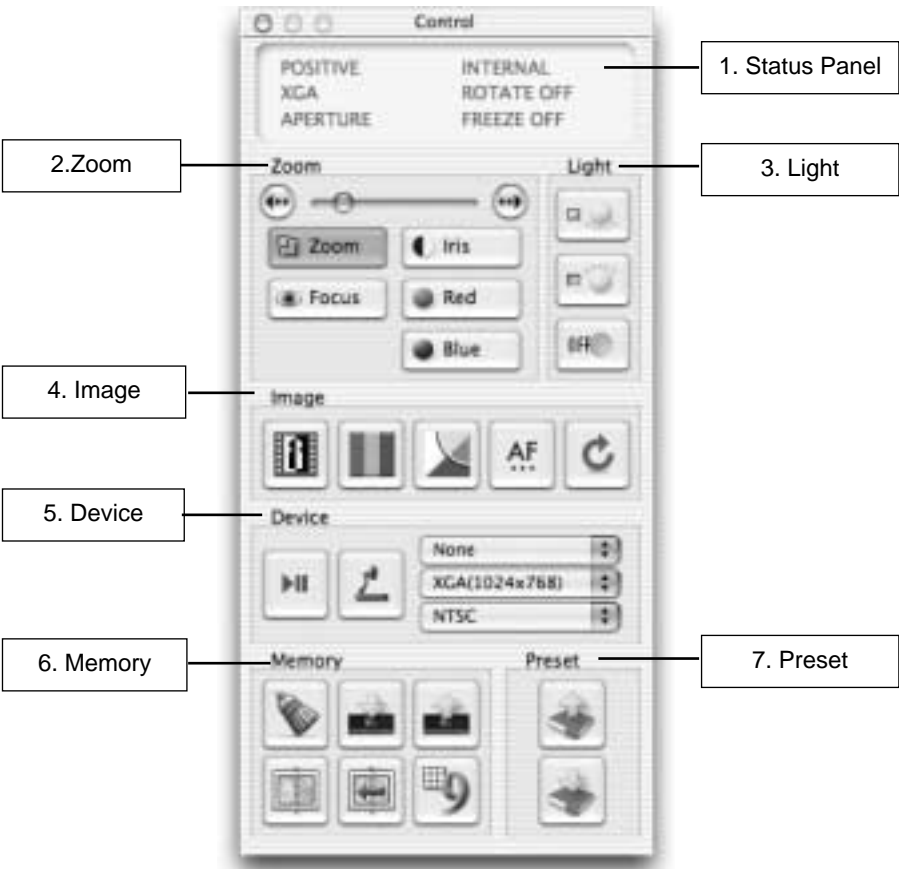 Control
POSITIVE INTERNAL
XGA ROTATE OFF
APERTURE FREEZE OFF
1. Status Panel
2.Zoom
Zoom
Light
3. Light
Zoom
Iris
Focus
Red
Blue
OFF
4. Image
Image
AF
5. Device
Device
None
XGA(1024x768)
NTSC
6. Memory
Memory
Preset
7. Preset
9